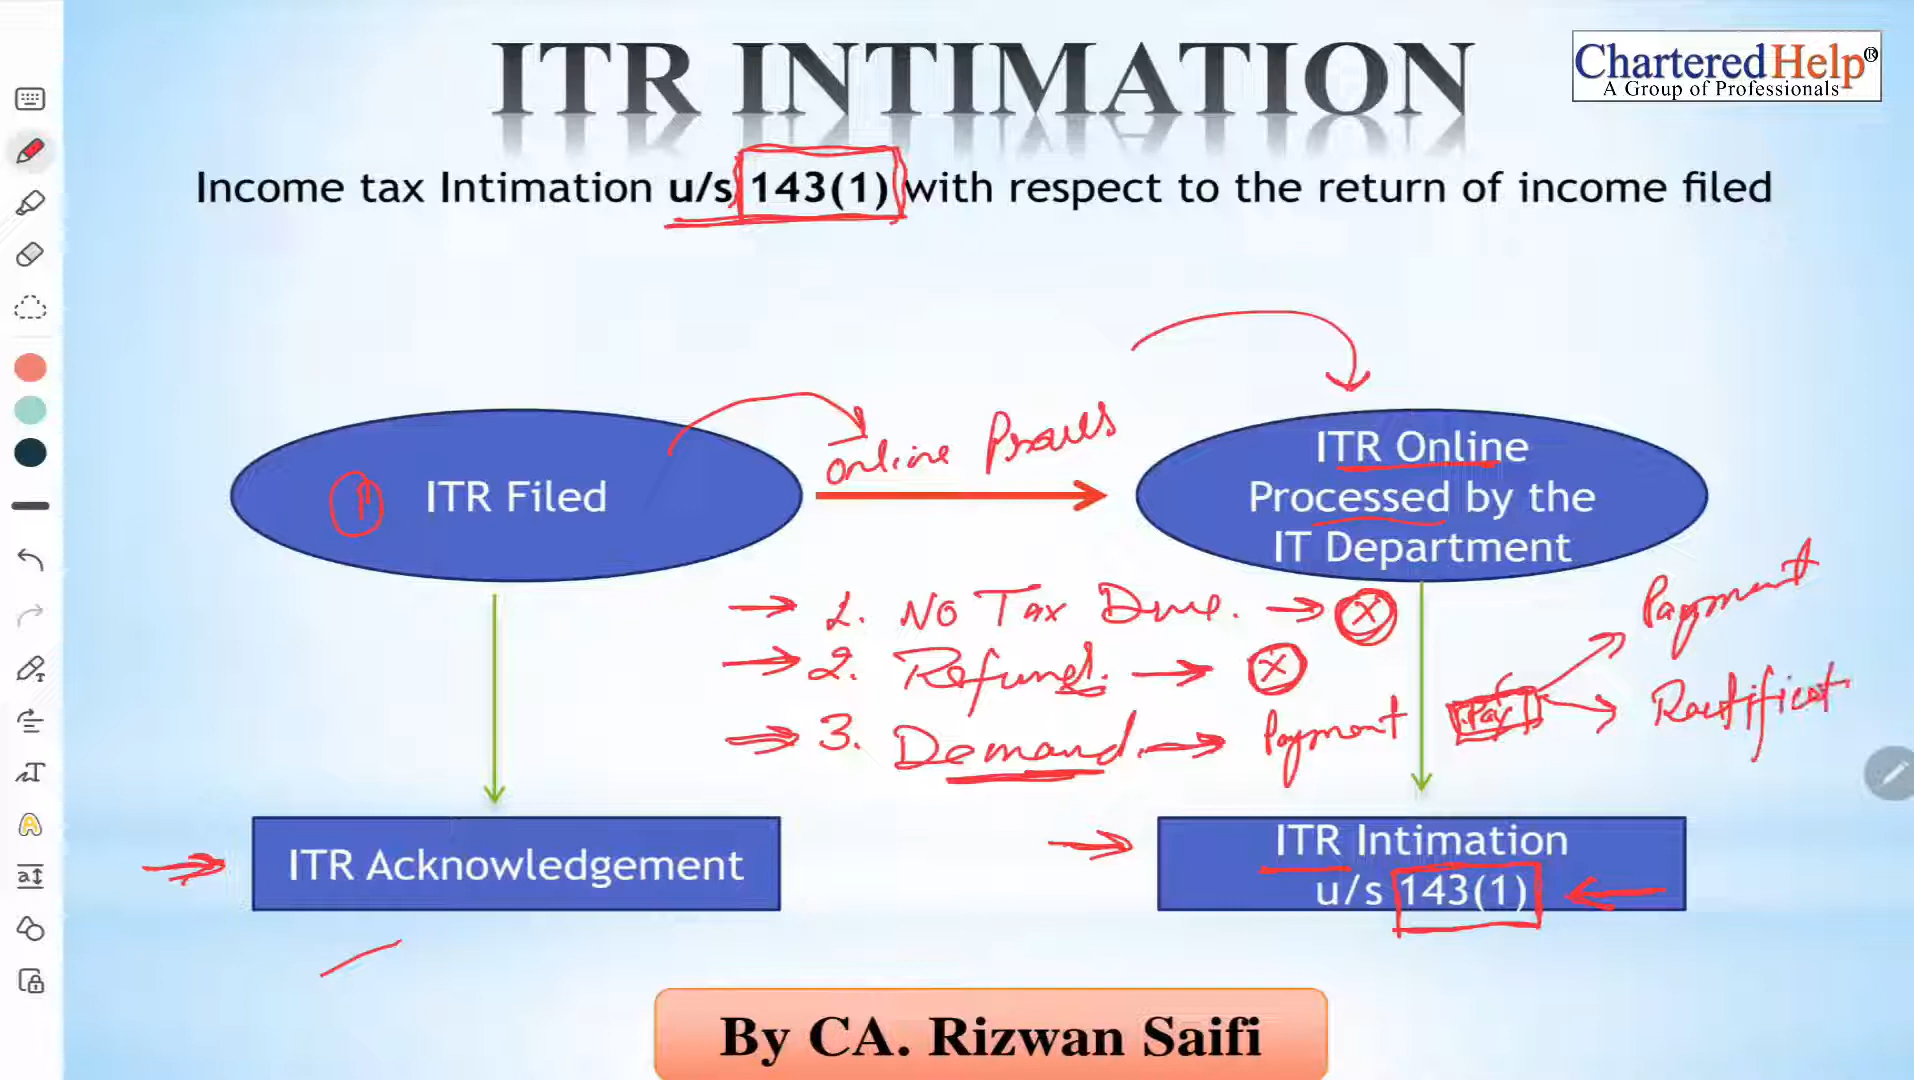 ITR INTIMATION
CharteredHelp®
A Group of Professionals
Income tax Intimation u/s 143(1) with respect to the return of income filed
online Process
1 ITR Filed
ITR Online
Processed by the
IT Department
1. NO Tax Due. → X
2. Refund. → X
3. Demand. → Payment
Pay
Payment
Rectificat
ITR Acknowledgement
ITR Intimation
u/s 143(1)
By CA. Rizwan Saifi